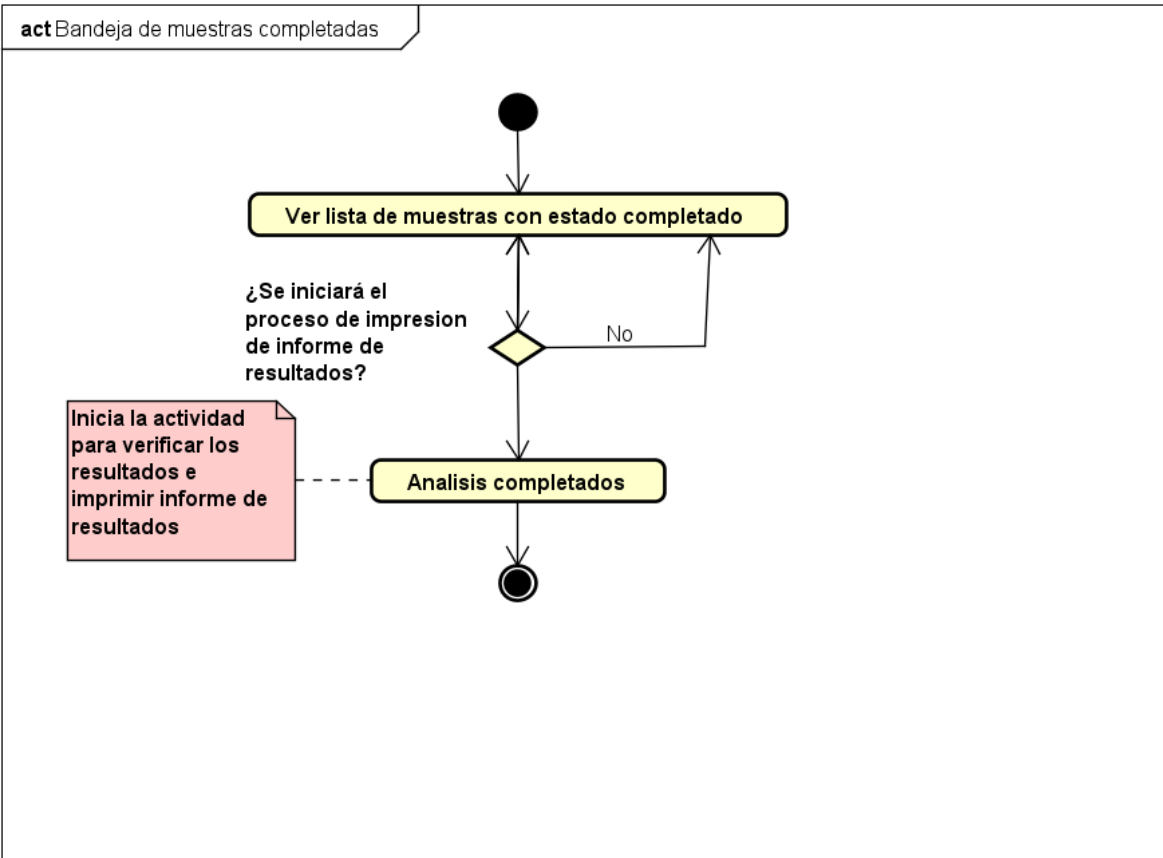 act Bandeja de muestras completadas
Ver lista de muestras con estado completado
¿Se iniciará el
proceso de impresion
de informe de
resultados?
No
Inicia la actividad
para verificar los
resultados e
imprimir informe de
resultados
Analisis completados